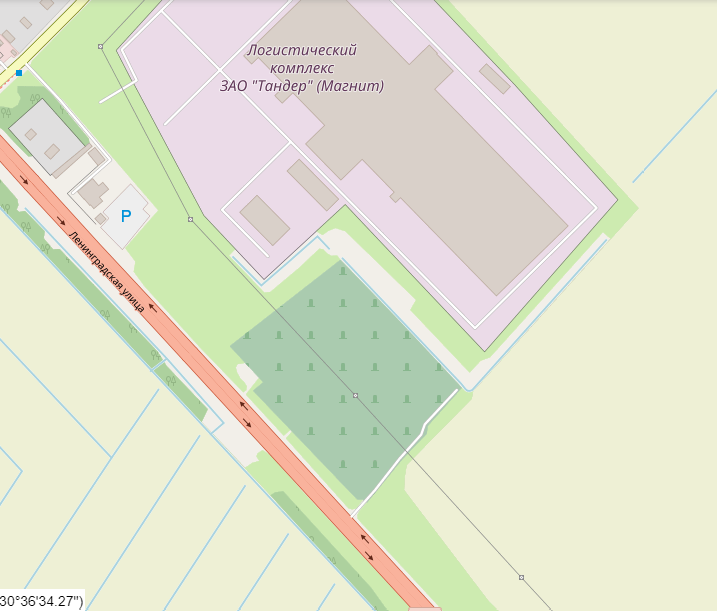 Логистический
комплекс
ЗАО "Тандер" (Магнит)
P
Ленинградская улица
30°36'34.27")